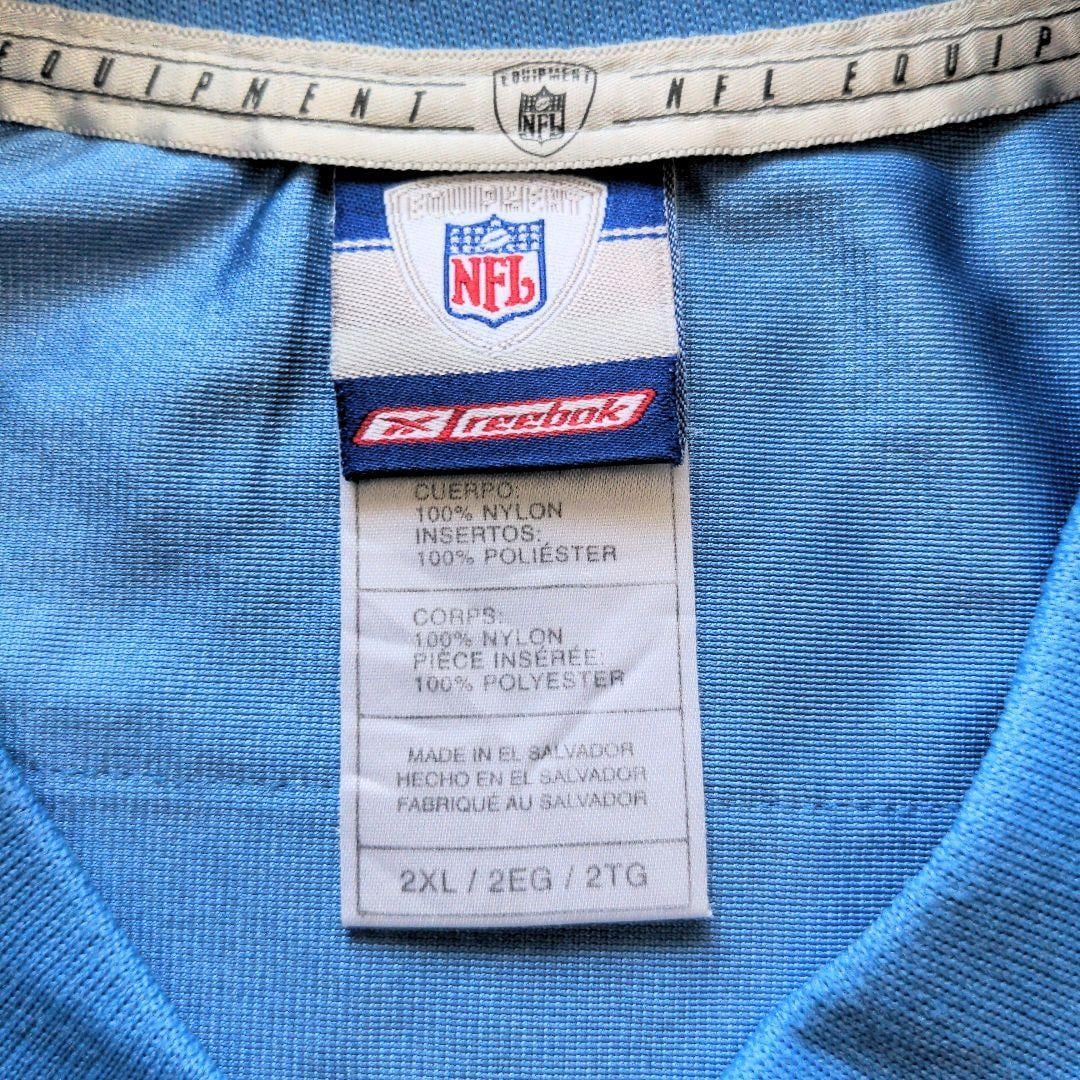 EQUIPMENT EQUIPMENT NFL NFL EQUIP
EQUIPMENT
NFL
reebok
CUERPO:
100% NYLON
INSERTOS:
100% POLIÉSTER
CORPS:
100% NYLON
PIÈCE INSÉRÉE:
100% POLYESTER
MADE IN EL SALVADOR
HECHO EN EL SALVADOR
FABRIQUÉ AU SALVADOR
2XL / 2EG / 2TG